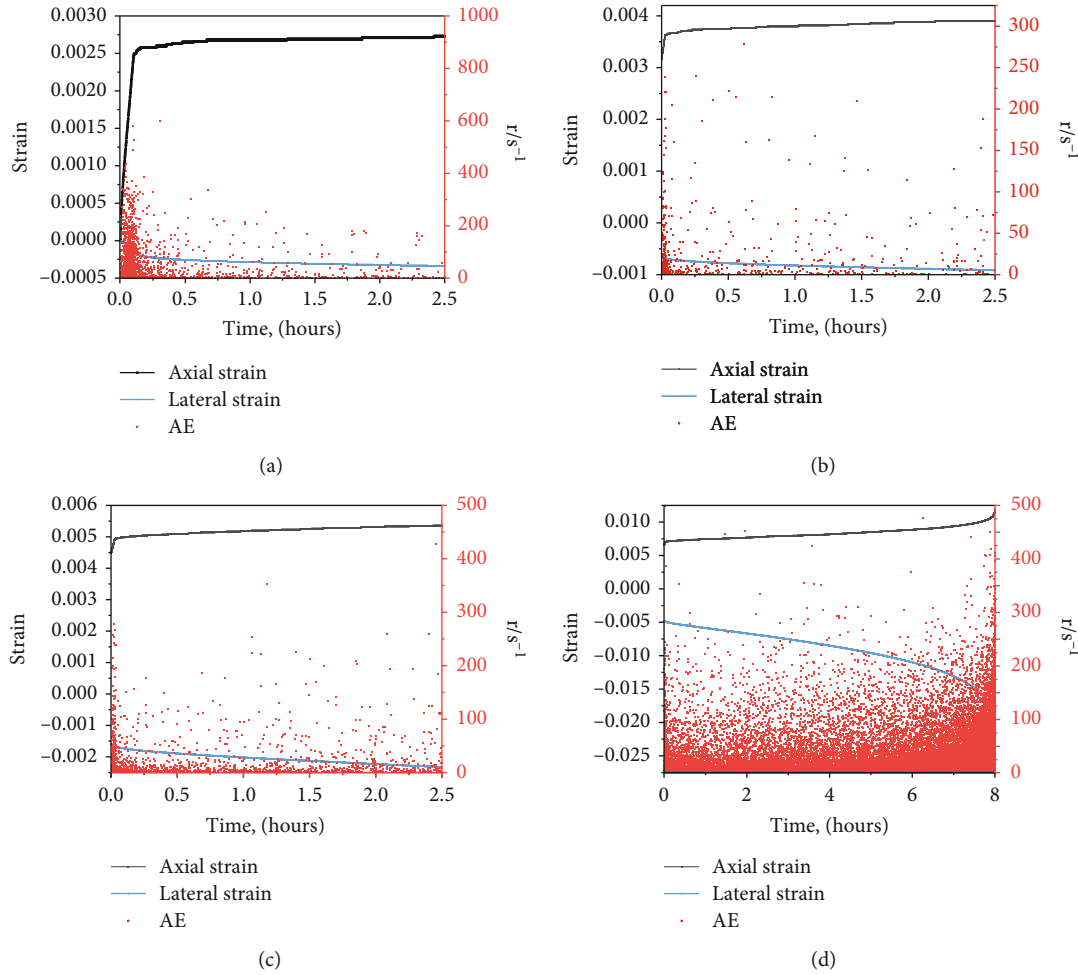 0.0030
0.0025
0.0020
0.0015
0.0010
0.0005
0.0000
−0.0005
Strain
1000
800
600
400
200
0
r/s⁻¹
0.0 0.5 1.0 1.5 2.0 2.5
Time, (hours)
Axial strain
Lateral strain
AE
(a)
0.004
0.003
0.002
0.001
0.000
−0.001
Strain
300
250
200
150
100
50
0
r/s⁻¹
0.0 0.5 1.0 1.5 2.0 2.5
Time, (hours)
Axial strain
Lateral strain
AE
(b)
0.006
0.005
0.004
0.003
0.002
0.003
0.000
−0.001
−0.002
Strain
500
400
300
200
100
0
r/s⁻¹
0.0 0.5 1.0 1.5 2.0 2.5
Time, (hours)
Axial strain
Lateral strain
AE
(c)
0.010
0.005
0.000
−0.005
−0.010
−0.015
−0.020
−0.025
Strain
500
400
300
200
100
0
r/s⁻¹
0 2 4 6 8
Time, (hours)
Axial strain
Lateral strain
AE
(d)